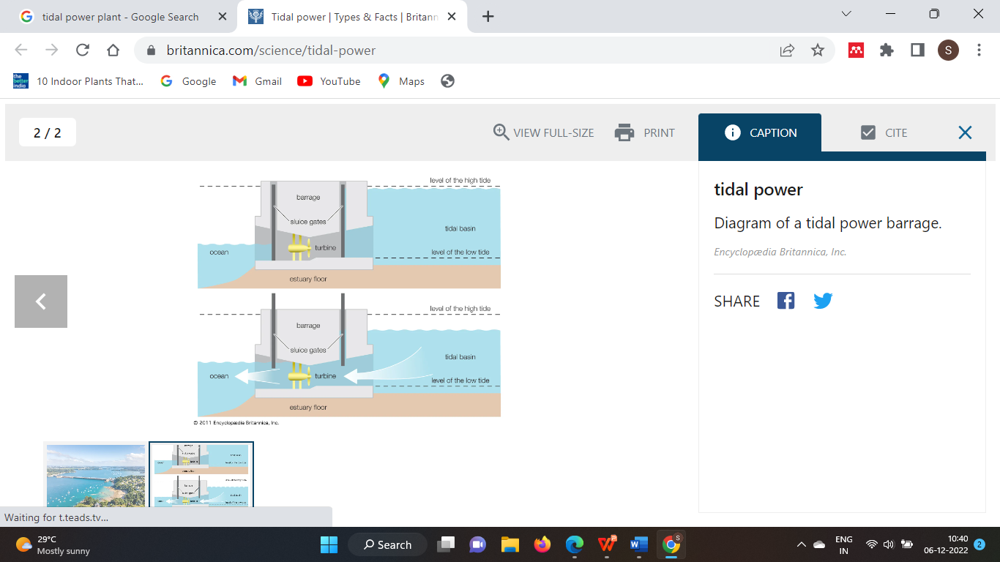 tidal power plant - Google Search
Tidal power | Types & Facts | Britann
britannica.com/science/tidal-power
the better india
10 Indoor Plants That...
Google
Gmail
YouTube
Maps
S
2 / 2
VIEW FULL-SIZE
PRINT
CAPTION
CITE
level of the high tide
barrage
sluice gates
tidal basin
ocean
turbine
level of the low tide
estuary floor
level of the high tide
barrage
sluice gates
tidal basin
ocean
turbine
level of the low tide
estuary floor
© 2011 Encyclopædia Britannica, Inc.
tidal power
Diagram of a tidal power barrage.
Encyclopædia Britannica, Inc.
SHARE
Waiting for t.teads.tv...
29°C
Mostly sunny
Search
S
ENG
IN
10:40
06-12-2022
2